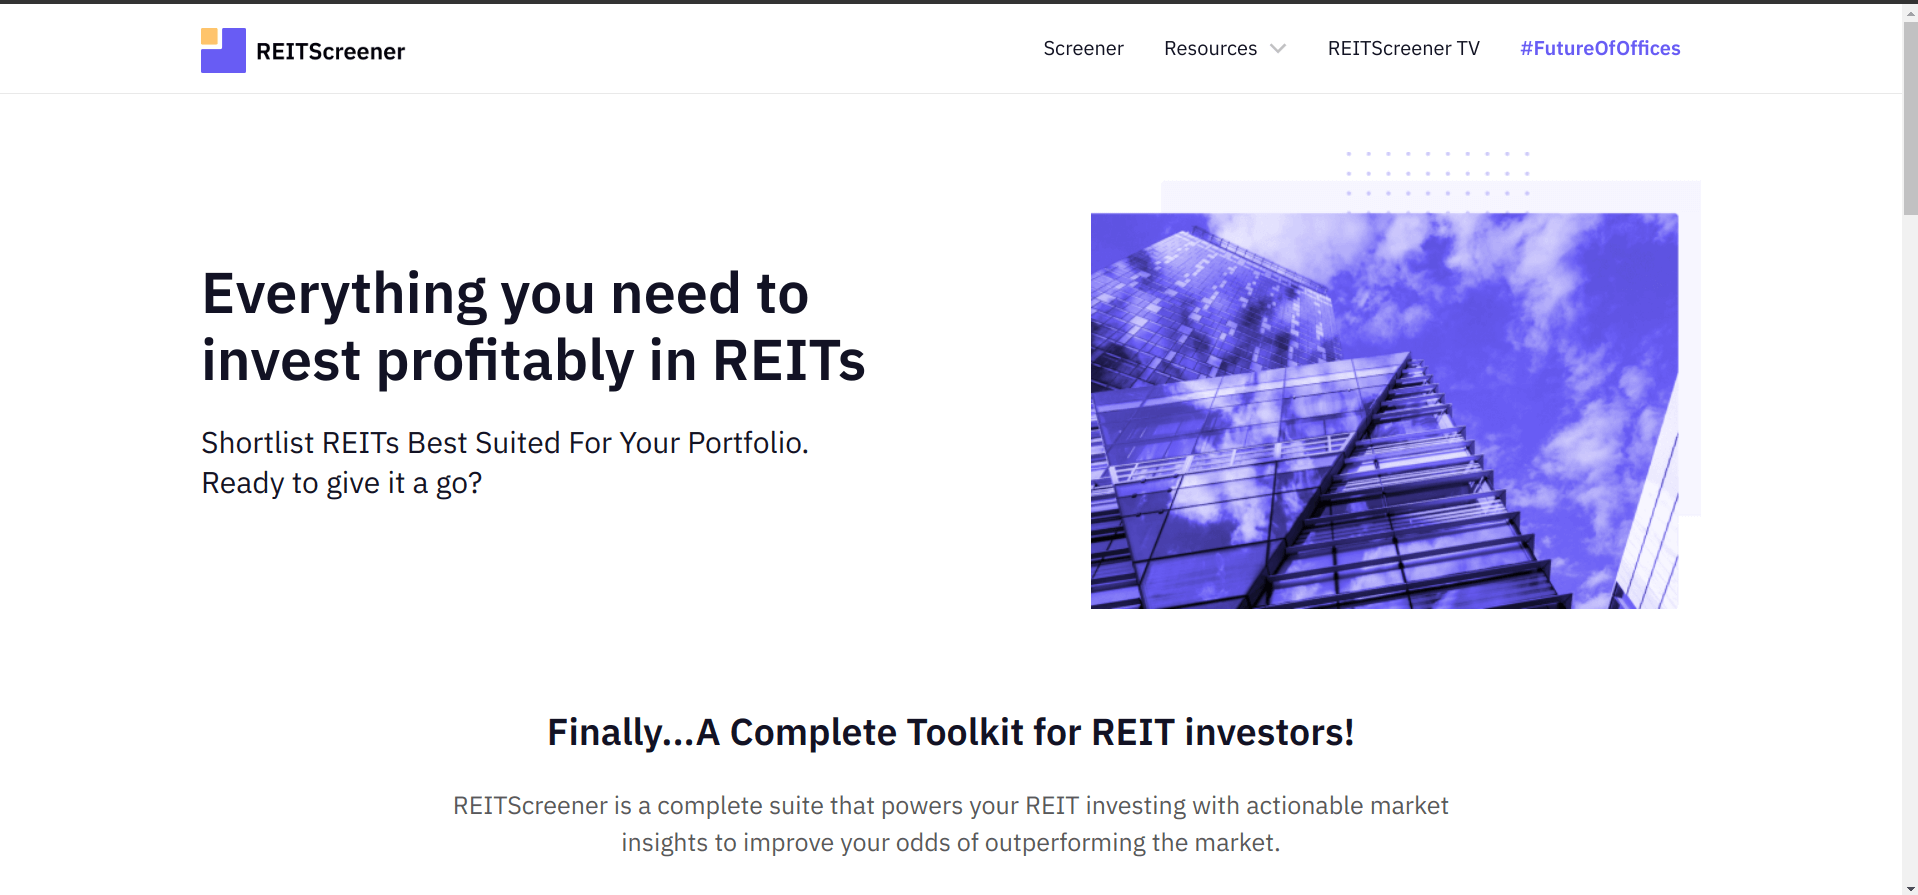 REITScreener
Screener
Resources
REITScreener TV
#FutureOfOffices
Everything you need to
invest profitably in REITs
Shortlist REITs Best Suited For Your Portfolio.
Ready to give it a go?
Finally...A Complete Toolkit for REIT investors!
REITScreener is a complete suite that powers your REIT investing with actionable market
insights to improve your odds of outperforming the market.